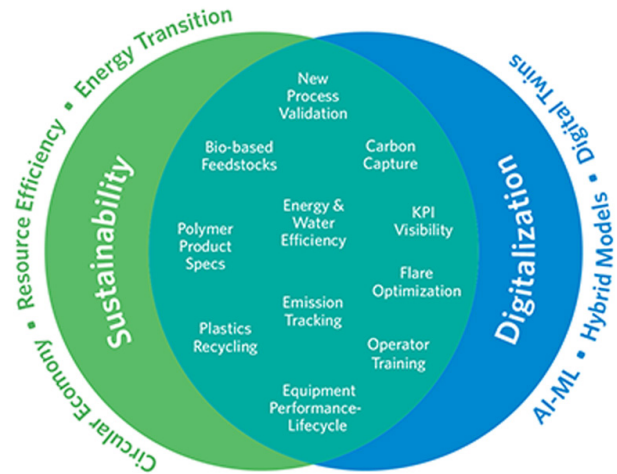 Energy Transition
Resource Efficiency
Circular Ecomony
Sustainability
New
Process
Validation
Bio-based
Feedstocks
Carbon
Capture
Energy &
Water
Efficiency
KPI
Visibility
Polymer
Product
Specs
Flare
Optimization
Emission
Tracking
Plastics
Recycling
Operator
Training
Equipment
Performance-
Lifecycle
Digitalization
Digital Twins
Hybrid Models
AI-ML